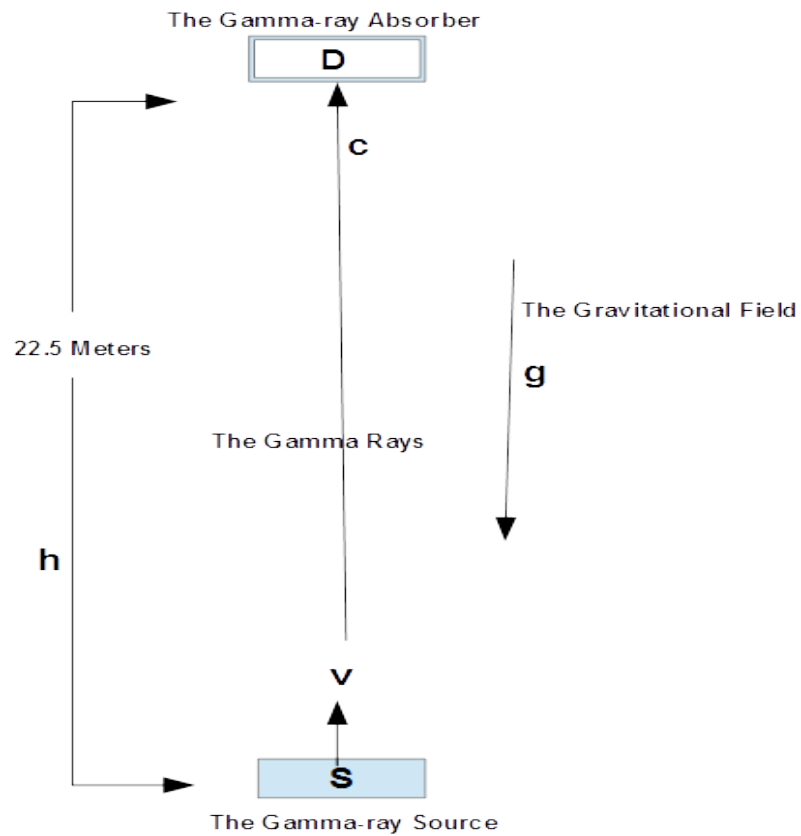 The Gamma-ray Absorber
D
c
The Gravitational Field
22.5 Meters
g
The Gamma Rays
h
v
S
The Gamma-ray Source